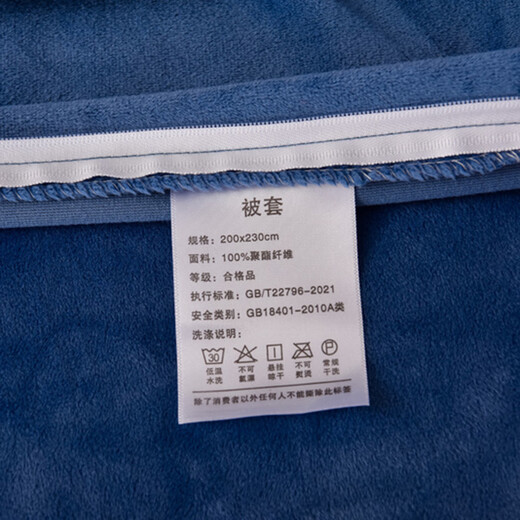 被套
规格：200x230cm
面料：100%聚酯纤维
等级：合格品
执行标准：GB/T22796-2021
安全类别：GB18401-2010A类
洗涤说明：
30
低温 不可 悬挂 不可 常规
水洗 氯漂 晾干 熨烫 干洗
除了消费者以外任何人不能撕除此标签